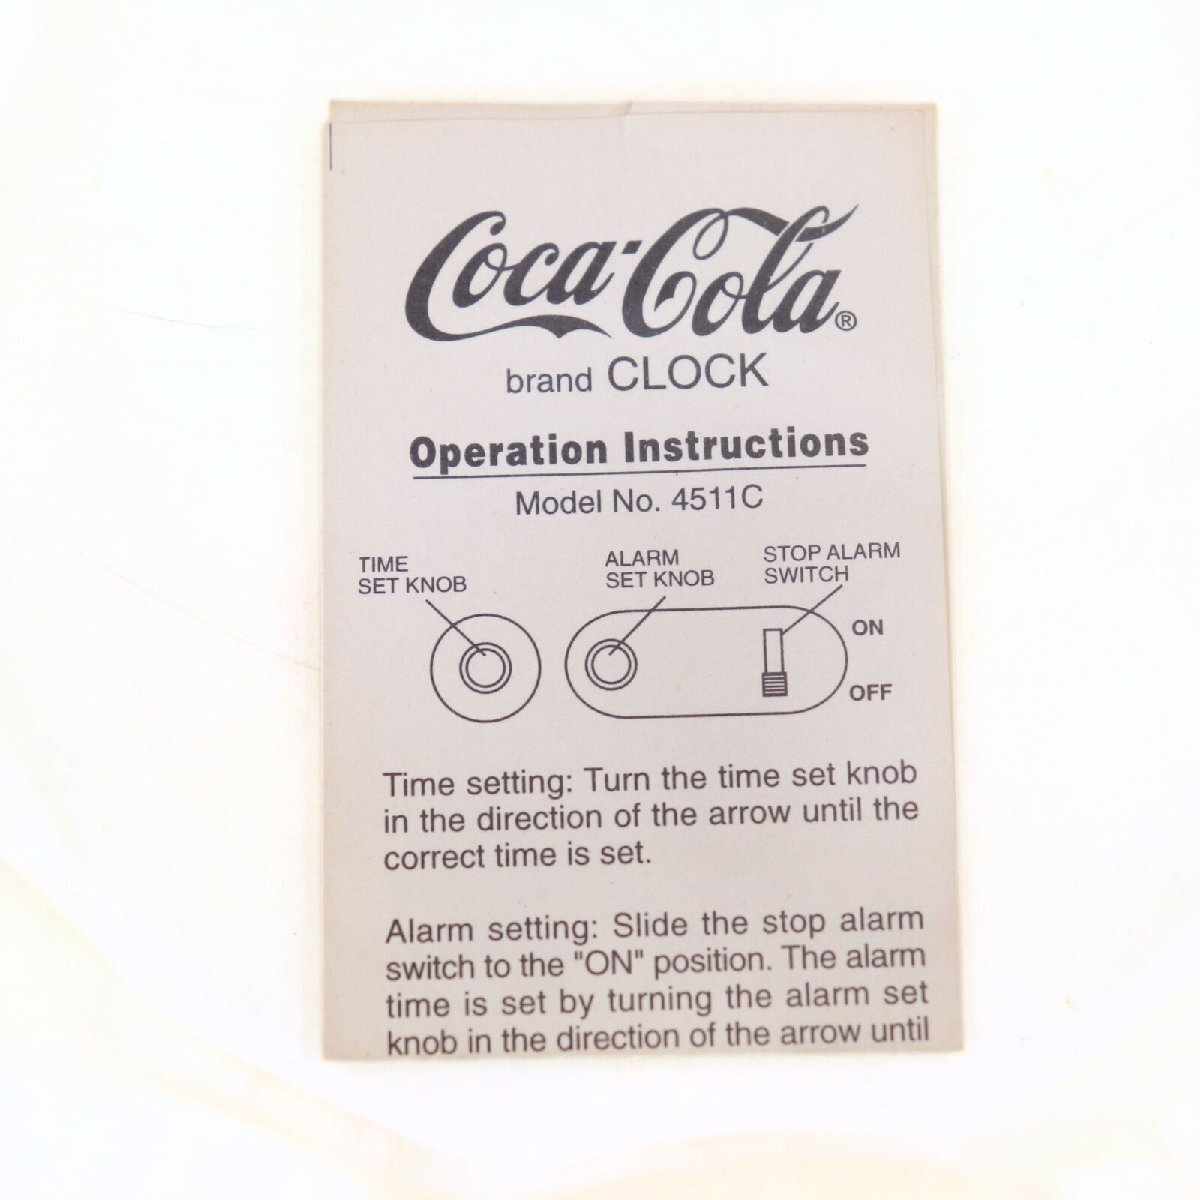 Coca-Cola®
brand CLOCK
Operation Instructions
Model No. 4511C
TIME
SET KNOB
ALARM
SET KNOB
STOP ALARM
SWITCH
ON
OFF
Time setting: Turn the time set knob
in the direction of the arrow until the
correct time is set.
Alarm setting: Slide the stop alarm
switch to the "ON" position. The alarm
time is set by turning the alarm set
knob in the direction of the arrow until